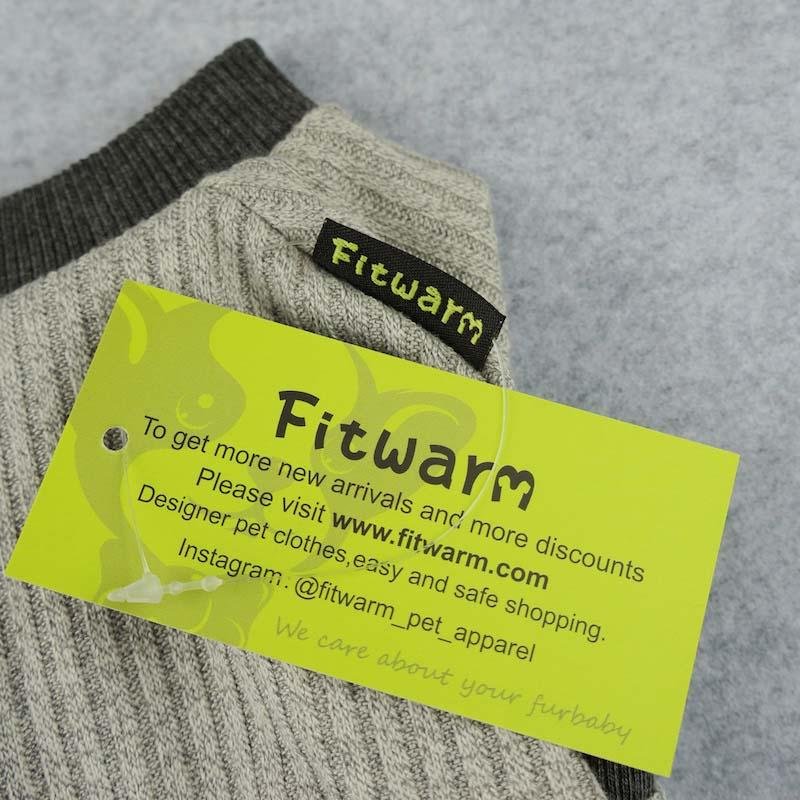 Fitwarm
Fitwarm
To get more new arrivals and more discounts
Please visit www.fitwarm.com
Designer pet clothes,easy and safe shopping.
Instagram: @fitwarm_pet_apparel
We care about your furbaby